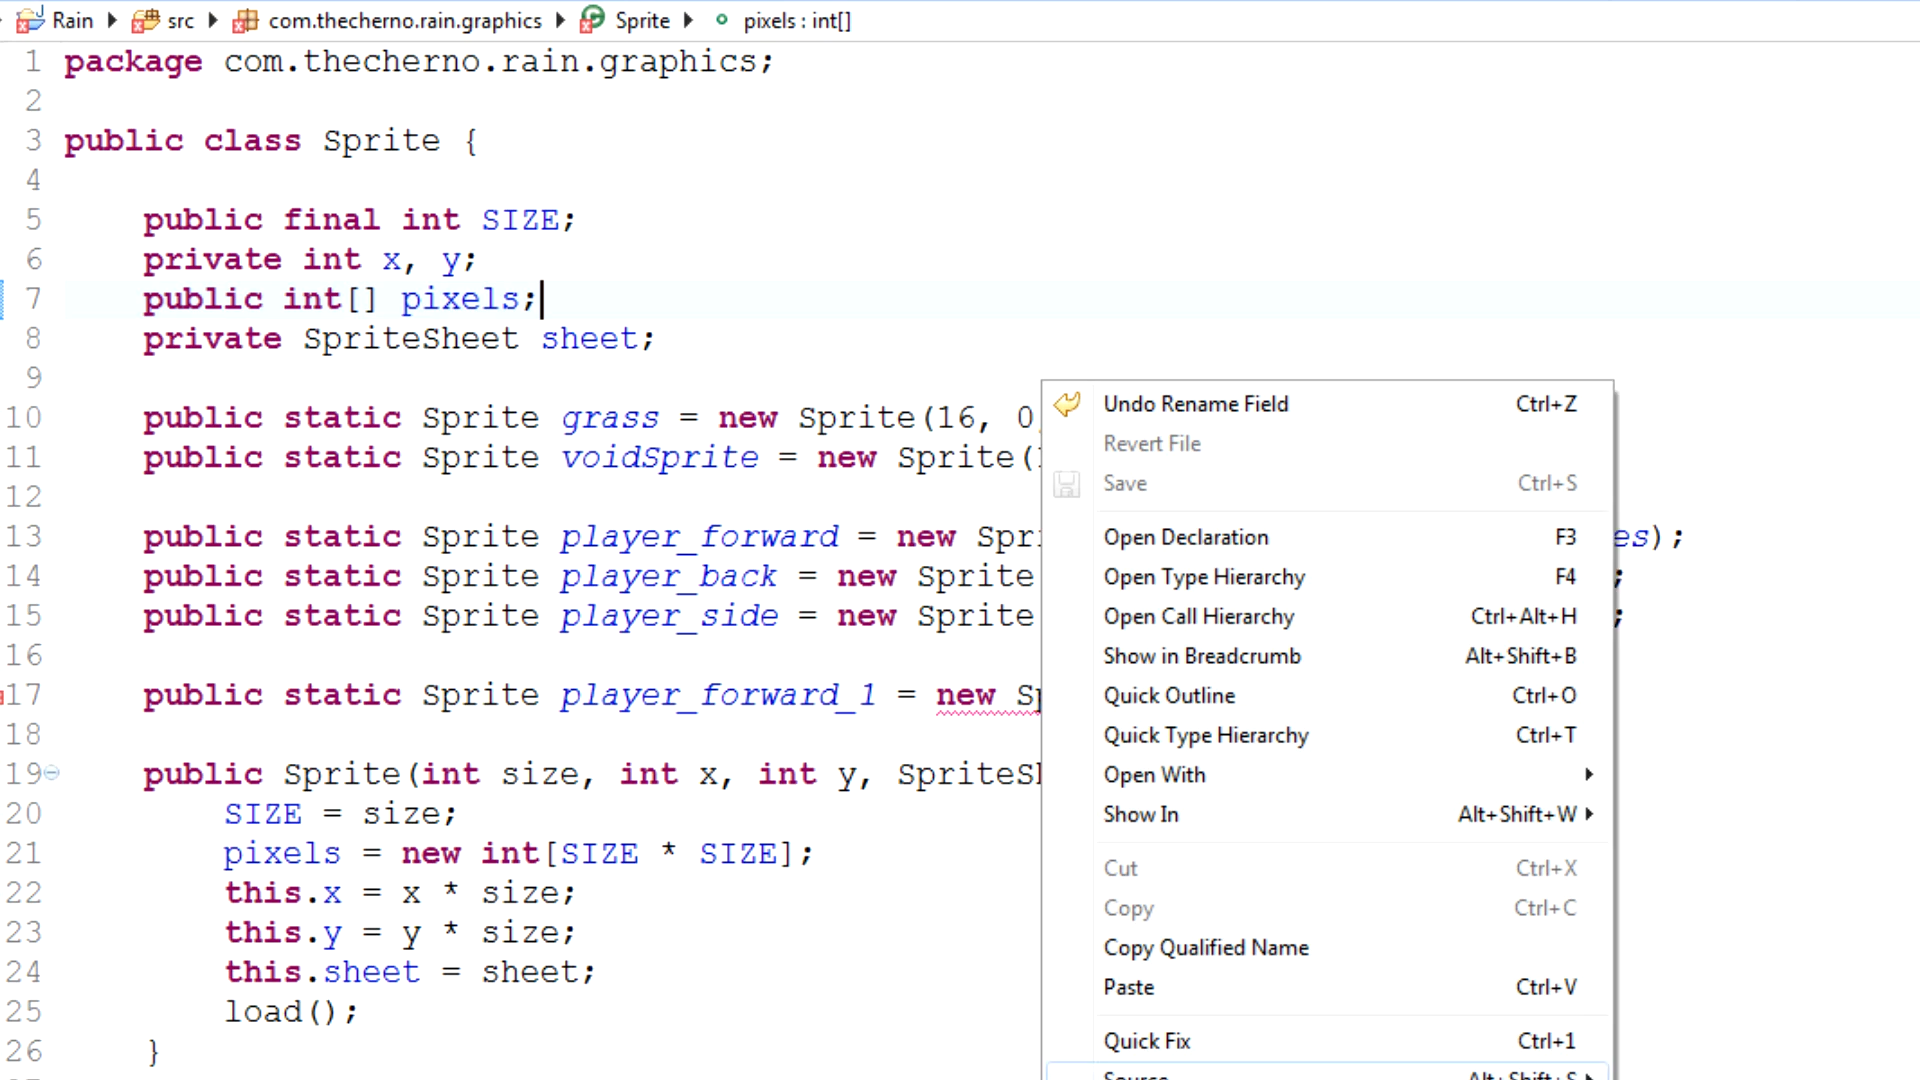 Rain src com.thecherno.rain.graphics Sprite pixels : int[]
1 package com.thecherno.rain.graphics;
2
3 public class Sprite {
4
5 public final int SIZE;
6 private int x, y;
7 public int[] pixels;
8 private SpriteSheet sheet;
9
10 public static Sprite grass = new Sprite(16, 0
11 public static Sprite voidSprite = new Sprite(
12
13 public static Sprite player_forward = new Spr es);
14 public static Sprite player_back = new Sprite ;
15 public static Sprite player_side = new Sprite ;
16
17 public static Sprite player_forward_1 = new Sp
18
19 public Sprite(int size, int x, int y, SpriteSh
20 SIZE = size;
21 pixels = new int[SIZE * SIZE];
22 this.x = x * size;
23 this.y = y * size;
24 this.sheet = sheet;
25 load();
26 }
Undo Rename Field Ctrl+Z
Revert File
Save Ctrl+S
Open Declaration F3
Open Type Hierarchy F4
Open Call Hierarchy Ctrl+Alt+H
Show in Breadcrumb Alt+Shift+B
Quick Outline Ctrl+O
Quick Type Hierarchy Ctrl+T
Open With
Show In Alt+Shift+W
Cut Ctrl+X
Copy Ctrl+C
Copy Qualified Name
Paste Ctrl+V
Quick Fix Ctrl+1
Source Alt+Shift+S